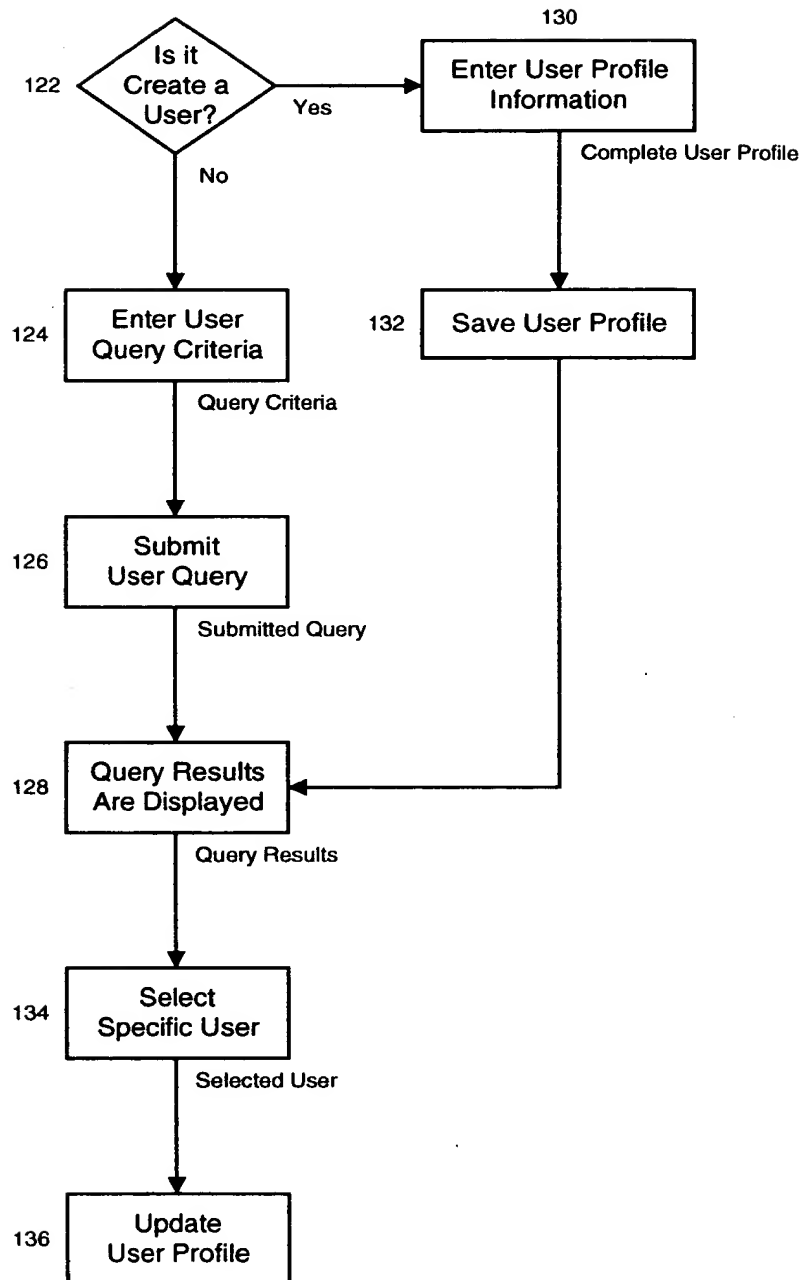 130
122
Is it
Create a
User?
Yes
Enter User Profile
Information
Complete User Profile
No
124
Enter User
Query Criteria
132
Save User Profile
Query Criteria
126
Submit
User Query
Submitted Query
128
Query Results
Are Displayed
Query Results
134
Select
Specific User
Selected User
136
Update
User Profile